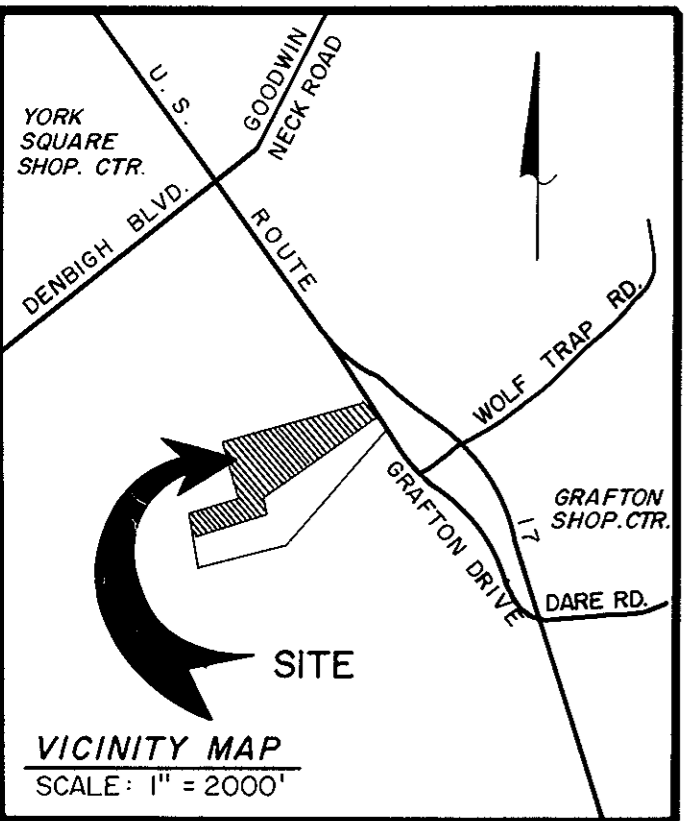 YORK
SQUARE
SHOP. CTR.
U. S.
GOODWIN
NECK ROAD
DENBIGH BLVD.
ROUTE
WOLF TRAP RD.
GRAFTON DRIVE
GRAFTON
SHOP. CTR.
17
DARE RD.
SITE
VICINITY MAP
SCALE: 1" = 2000'